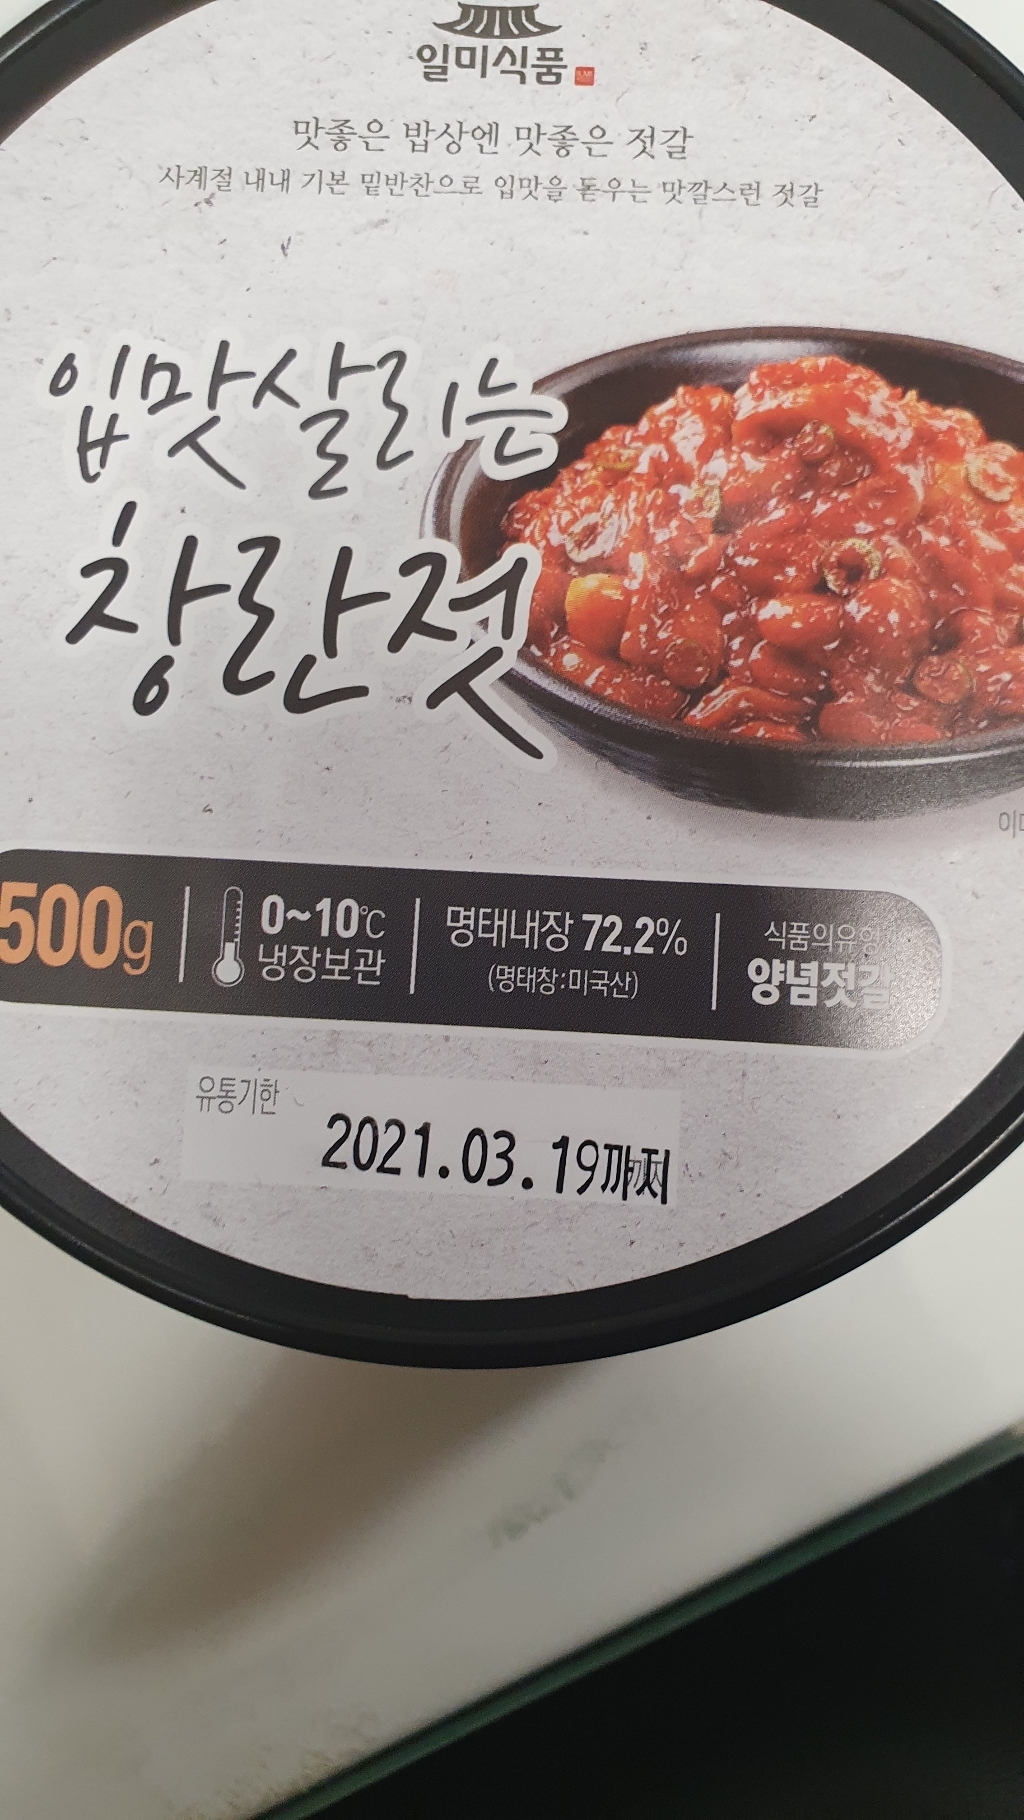 일미식품
맛좋은 밥상엔 맛좋은 젓갈
사계절 내내 기본 밑반찬으로 입맛을 돋우는 맛깔스런 젓갈
입맛살리는
창란젓
500g
0~10℃
냉장보관
명태내장 72.2%
(명태창:미국산)
식품의유형
양념젓갈
유통기한
2021.03.19까지